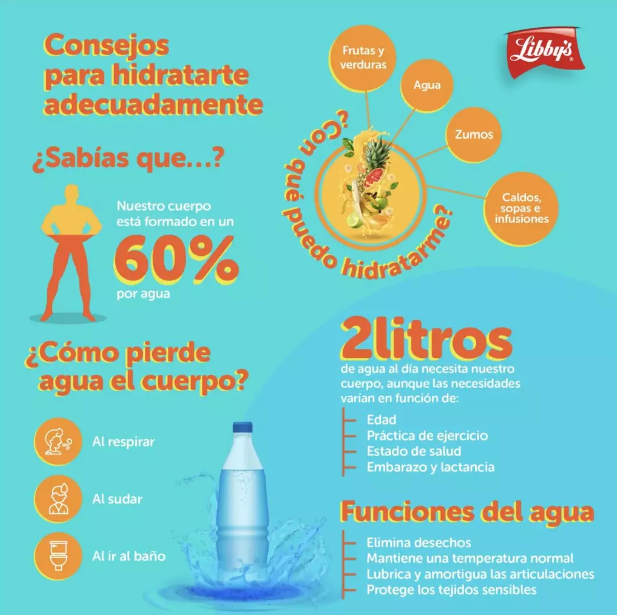 Consejos
para hidratarte
adecuadamente
¿Sabías que...?
Nuestro cuerpo
está formado en un
60%
por agua
¿Con qué puedo hidratarme?
Frutas y
verduras
Agua
Zumos
Caldos,
sopas e
infusiones
Libby's®
¿Cómo pierde
agua el cuerpo?
Al respirar
Al sudar
Al ir al baño
2litros
de agua al día necesita nuestro
cuerpo, aunque las necesidades
varían en función de:
Edad
Práctica de ejercicio
Estado de salud
Embarazo y lactancia
Funciones del agua
Elimina desechos
Mantiene una temperatura normal
Lubrica y amortigua las articulaciones
Protege los tejidos sensibles